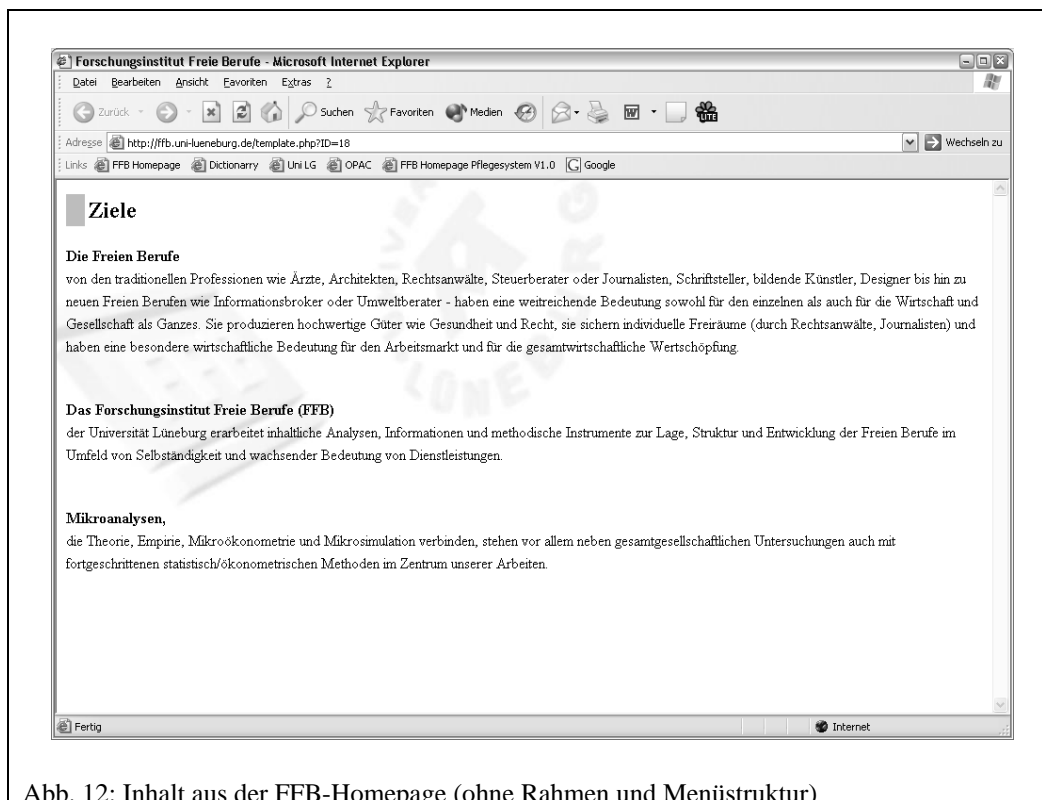 Forschungsinstitut Freie Berufe - Microsoft Internet Explorer
Datei Bearbeiten Ansicht Favoriten Extras ?
Zurück Suchen Favoriten Medien LITE
Adresse http://ffb.uni-lueneburg.de/template.php?ID=18 Wechseln zu
Links FFB Homepage Dictionarry Uni LG OPAC FFB Homepage Pflegesystem V1.0 Google
Ziele
Die Freien Berufe
von den traditionellen Professionen wie Ärzte, Architekten, Rechtsanwälte, Steuerberater oder Journalisten, Schriftsteller, bildende Künstler, Designer bis hin zu
neuen Freien Berufen wie Informationsbroker oder Umweltberater - haben eine weitreichende Bedeutung sowohl für den einzelnen als auch für die Wirtschaft und
Gesellschaft als Ganzes. Sie produzieren hochwertige Güter wie Gesundheit und Recht, sie sichern individuelle Freiräume (durch Rechtsanwälte, Journalisten) und
haben eine besondere wirtschaftliche Bedeutung für den Arbeitsmarkt und für die gesamtwirtschaftliche Wertschöpfung.
Das Forschungsinstitut Freie Berufe (FFB)
der Universität Lüneburg erarbeitet inhaltliche Analysen, Informationen und methodische Instrumente zur Lage, Struktur und Entwicklung der Freien Berufe im
Umfeld von Selbständigkeit und wachsender Bedeutung von Dienstleistungen.
Mikroanalysen,
die Theorie, Empirie, Mikroökonometrie und Mikrosimulation verbinden, stehen vor allem neben gesamtgesellschaftlichen Untersuchungen auch mit
fortgeschrittenen statistisch/ökonometrischen Methoden im Zentrum unserer Arbeiten.
Fertig Internet
Abb. 12: Inhalt aus der FFB-Homepage (ohne Rahmen und Menüstruktur)